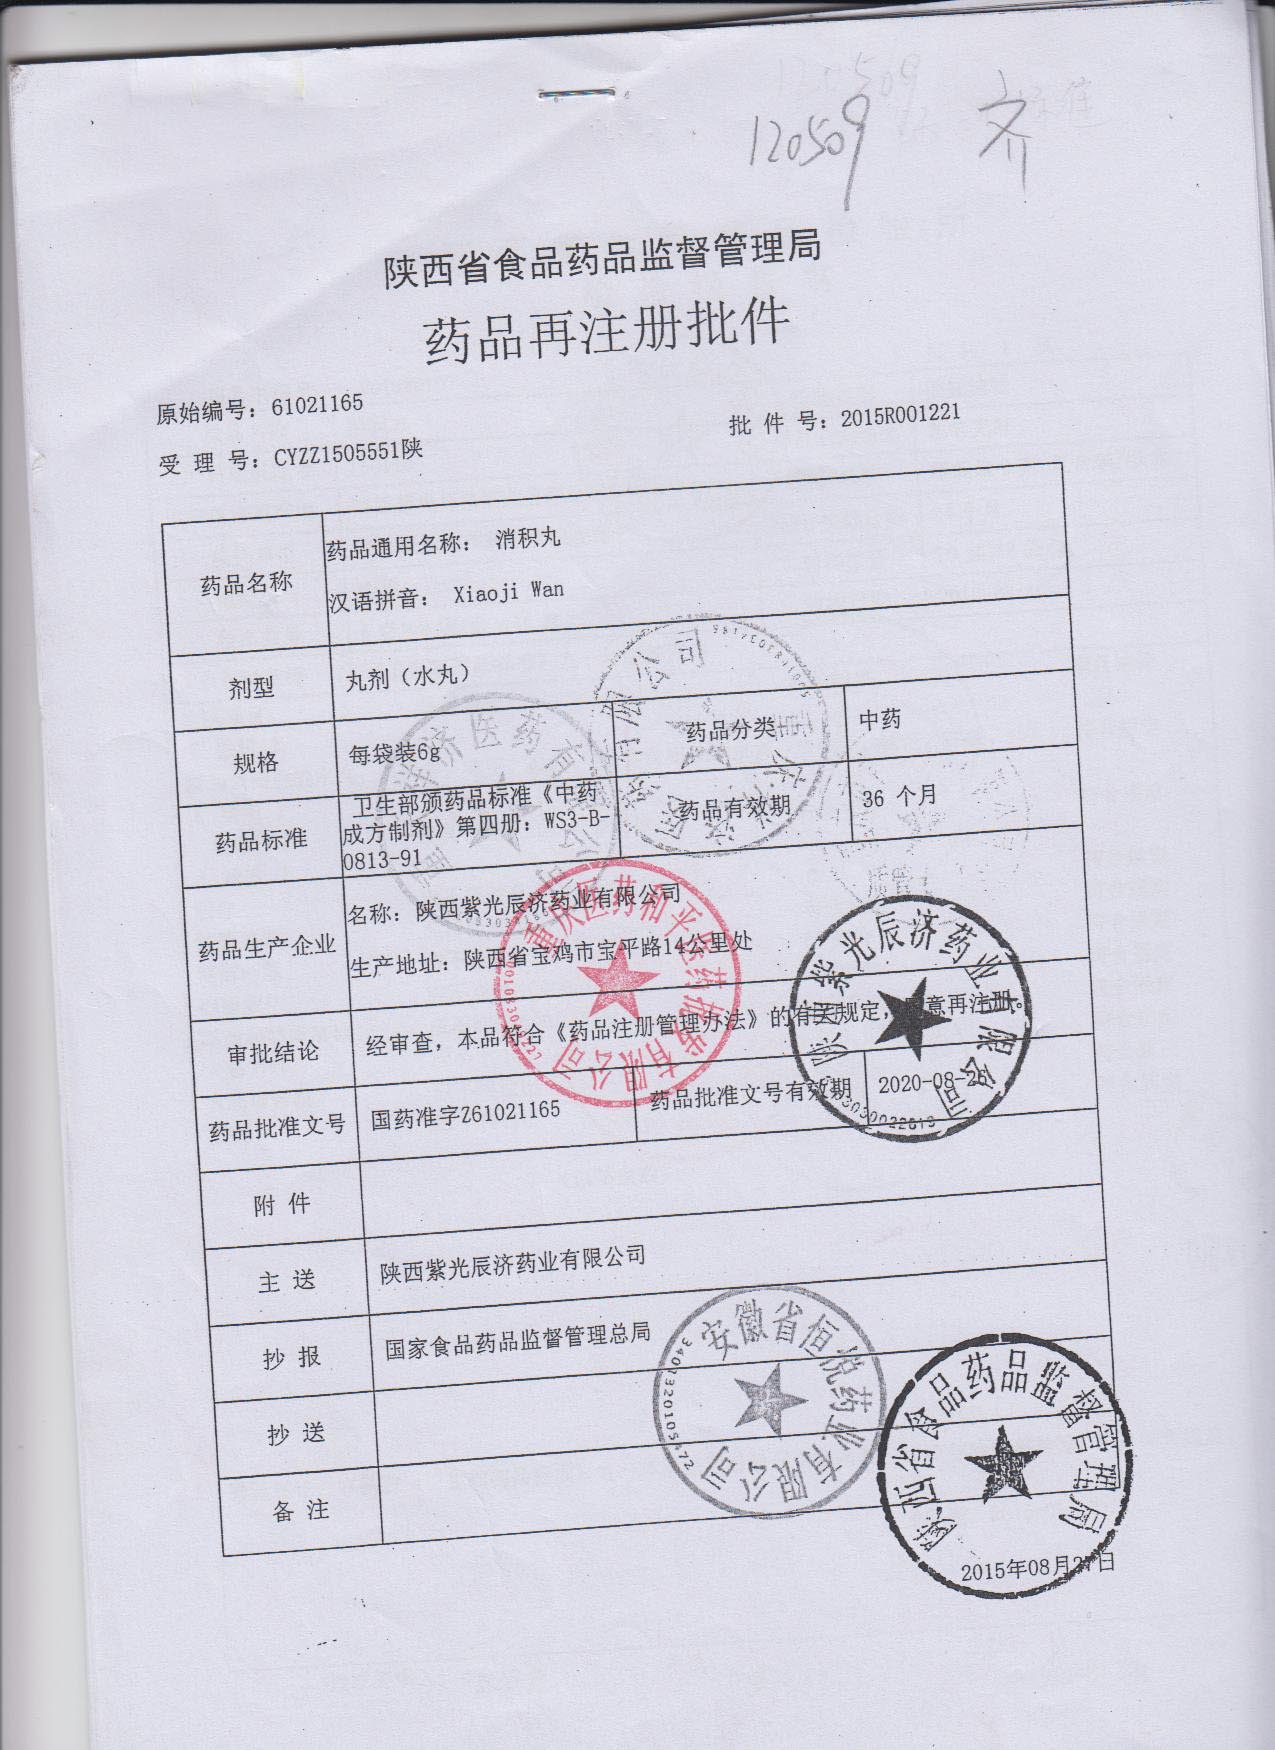 120509 齐
陕西省食品药品监督管理局
药品再注册批件
原始编号：61021165
受 理 号：CYZZ1505551陕
批 件 号：2015R001221
药品名称
药品通用名称： 消积丸
汉语拼音： Xiaoji Wan
剂型 丸剂（水丸）
规格 每袋装6g 药品分类 中药
药品标准
卫生部颁药品标准《中药
成方制剂》第四册：WS3-B-
0813-91
药品有效期 36 个月
药品生产企业
名称：陕西紫光辰济药业有限公司
生产地址：陕西省宝鸡市宝平路14公里处
审批结论 经审查，本品符合《药品注册管理办法》的有关规定，同意再注册。
药品批准文号 国药准字Z61021165 药品批准文号有效期 2020-08-26
附 件
主 送 陕西紫光辰济药业有限公司
抄 报 国家食品药品监督管理总局
抄 送
备 注
2015年08月27日
重庆医药和平医药批发有限公司
陕西紫光辰济药业有限公司
安徽省恒悦药业有限公司
陕西省食品药品监督管理局